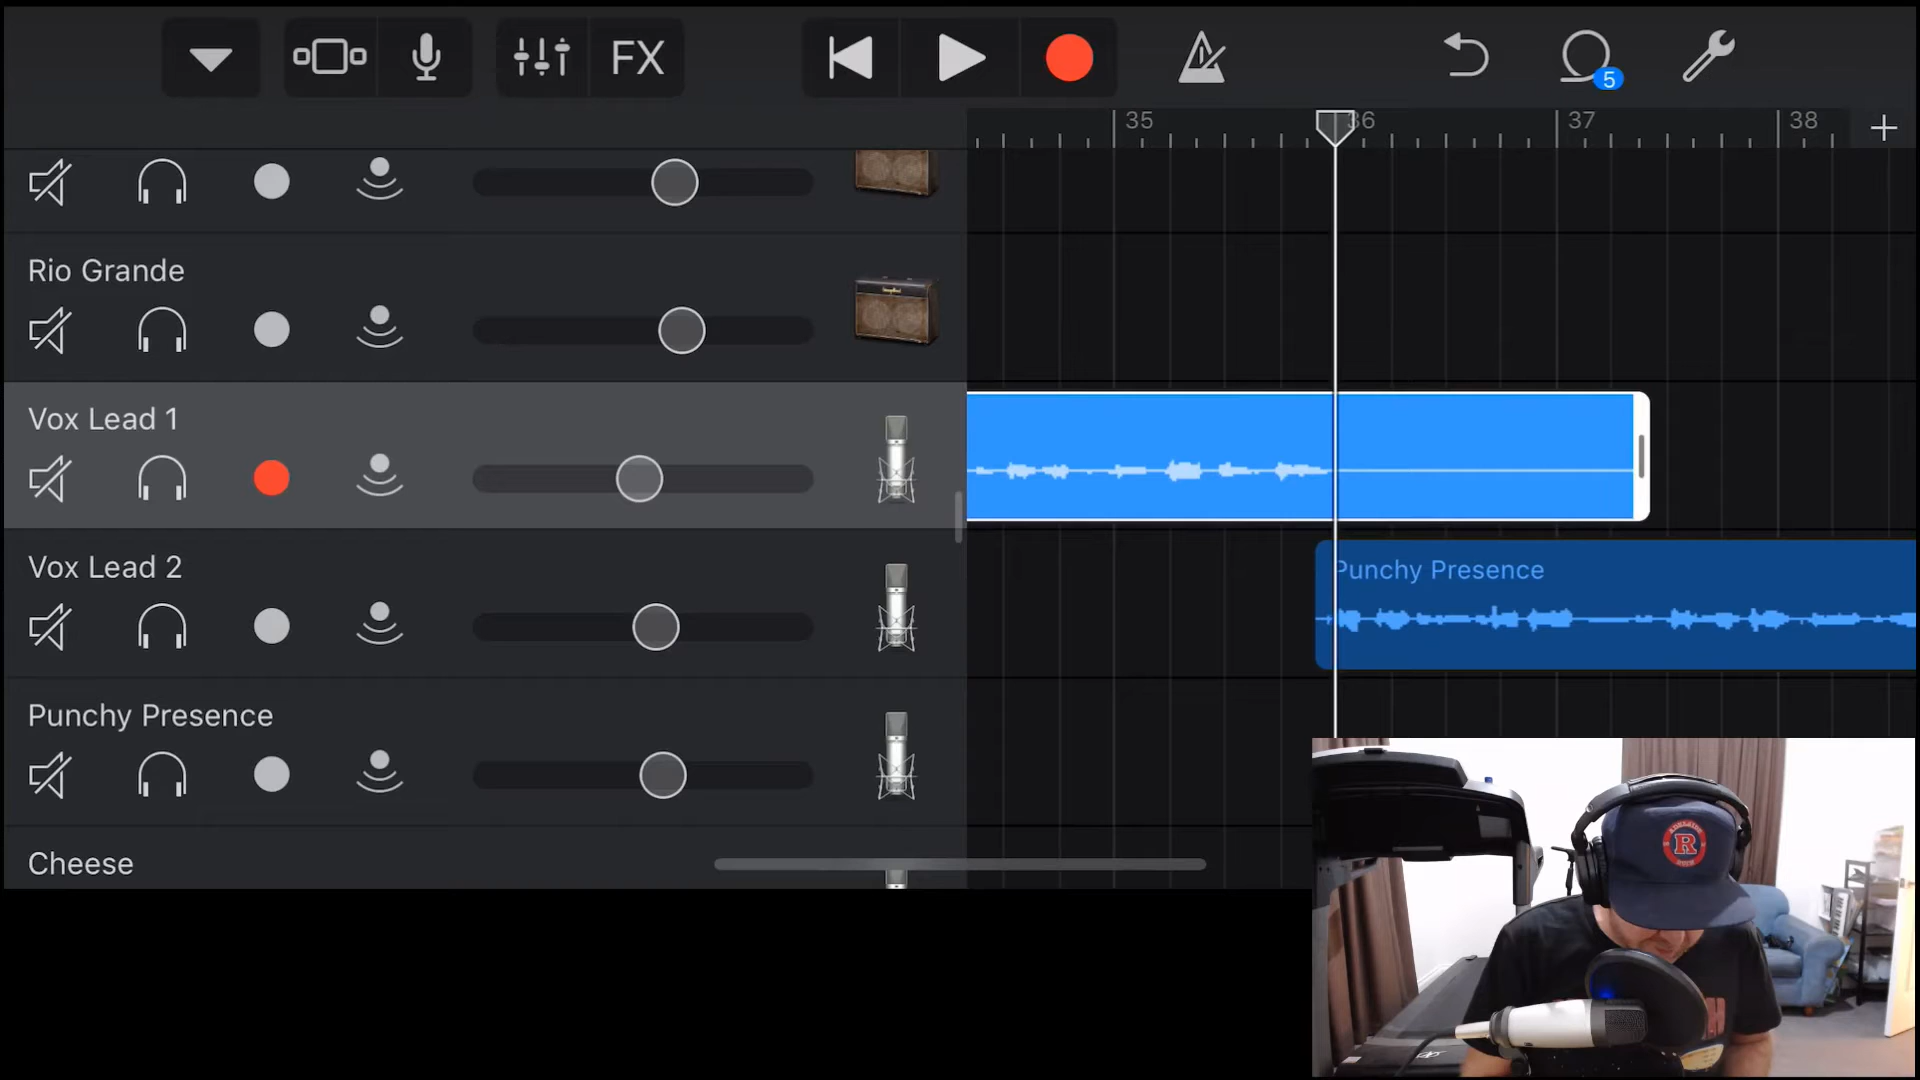 FX
5
35
36
37
38
Rio Grande
Vox Lead 1
Vox Lead 2
Punchy Presence
Punchy Presence
Cheese
R